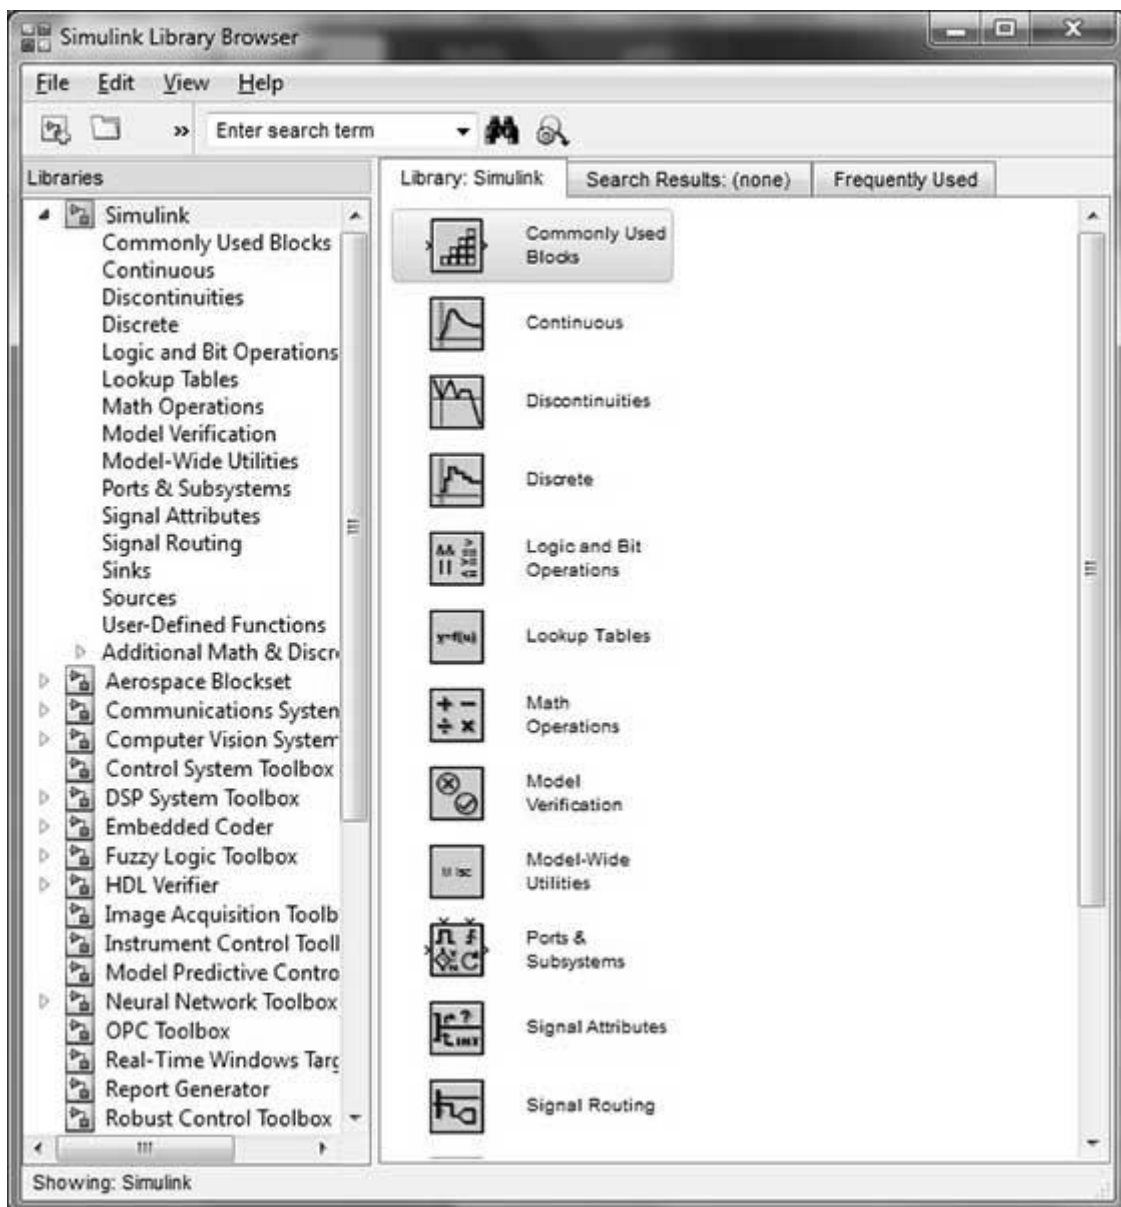 Simulink Library Browser
File Edit View Help
» Enter search term
Libraries
Library: Simulink Search Results: (none) Frequently Used
Simulink
Commonly Used Blocks
Continuous
Discontinuities
Discrete
Logic and Bit Operations
Lookup Tables
Math Operations
Model Verification
Model-Wide Utilities
Ports & Subsystems
Signal Attributes
Signal Routing
Sinks
Sources
User-Defined Functions
Additional Math & Discr
Aerospace Blockset
Communications System
Computer Vision System
Control System Toolbox
DSP System Toolbox
Embedded Coder
Fuzzy Logic Toolbox
HDL Verifier
Image Acquisition Toolb
Instrument Control Tooll
Model Predictive Contro
Neural Network Toolbox
OPC Toolbox
Real-Time Windows Targ
Report Generator
Robust Control Toolbox
Commonly Used
Blocks
Continuous
Discontinuities
Discrete
&& >
|| >=
<=
Logic and Bit
Operations
y=f(u)
Lookup Tables
+ −
÷ ×
Math
Operations
Model
Verification
Model-Wide
Utilities
Ports &
Subsystems
?
INT
Signal Attributes
Signal Routing
Showing: Simulink